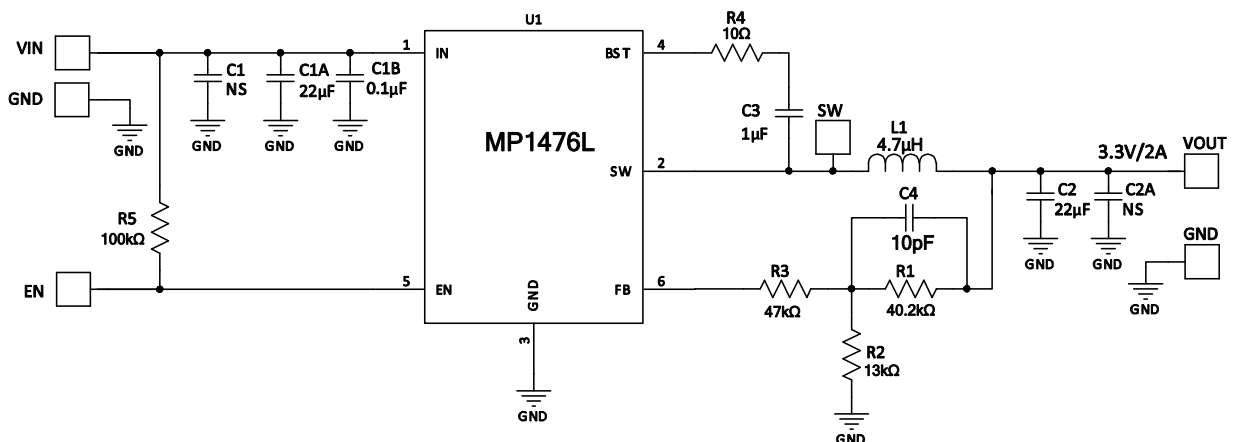 U1
R4
10Ω
VIN
1
IN
BST
4
C1
NS
C1A
22µF
C1B
0.1µF
GND
GND
GND
GND
GND
C3
1µF
SW
L1
4.7µH
MP1476L
SW
2
3.3V/2A
VOUT
C4
10pF
C2
22µF
C2A
NS
R5
100kΩ
GND
GND
GND
EN
5
EN
GND
FB
6
R3
47kΩ
R1
40.2kΩ
GND
3
R2
13kΩ
GND
GND